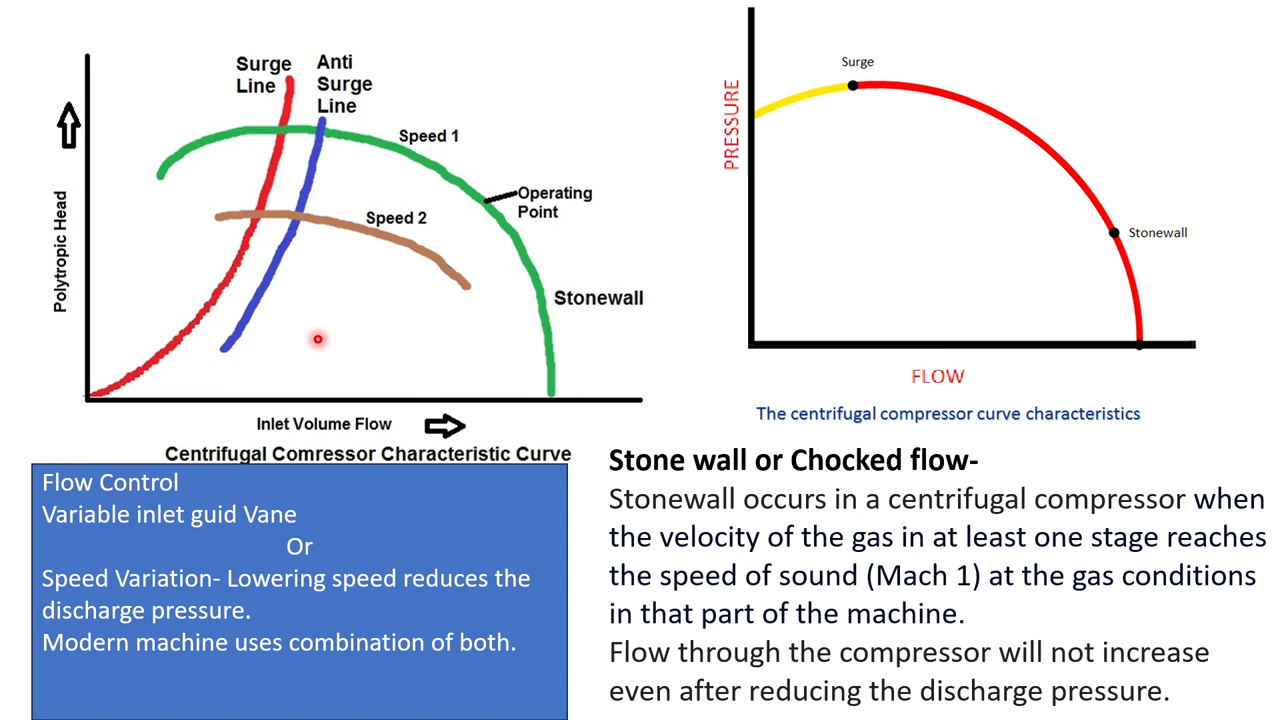 Surge
Line
Anti
Surge
Line
Speed 1
Operating
Point
Speed 2
Stonewall
Polytropic Head
Inlet Volume Flow
Centrifugal Comressor Characteristic Curve
Surge
PRESSURE
Stonewall
FLOW
The centrifugal compressor curve characteristics
Flow Control
Variable inlet guid Vane
Or
Speed Variation- Lowering speed reduces the
discharge pressure.
Modern machine uses combination of both.
Stone wall or Chocked flow-
Stonewall occurs in a centrifugal compressor when
the velocity of the gas in at least one stage reaches
the speed of sound (Mach 1) at the gas conditions
in that part of the machine.
Flow through the compressor will not increase
even after reducing the discharge pressure.